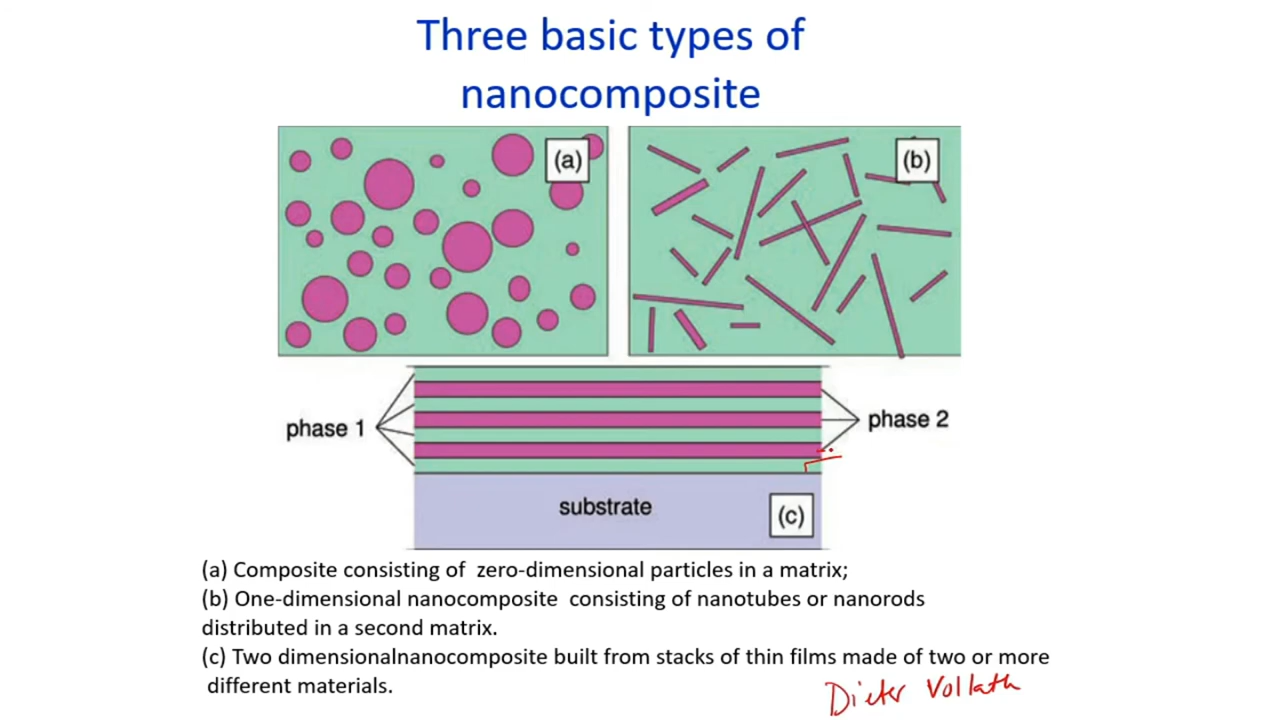 Three basic types of
nanocomposite
(a)
(b)
phase 1
phase 2
substrate
(c)
(a) Composite consisting of zero-dimensional particles in a matrix;
(b) One-dimensional nanocomposite consisting of nanotubes or nanorods
distributed in a second matrix.
(c) Two dimensionalnanocomposite built from stacks of thin films made of two or more
different materials.
Dieter Vollath